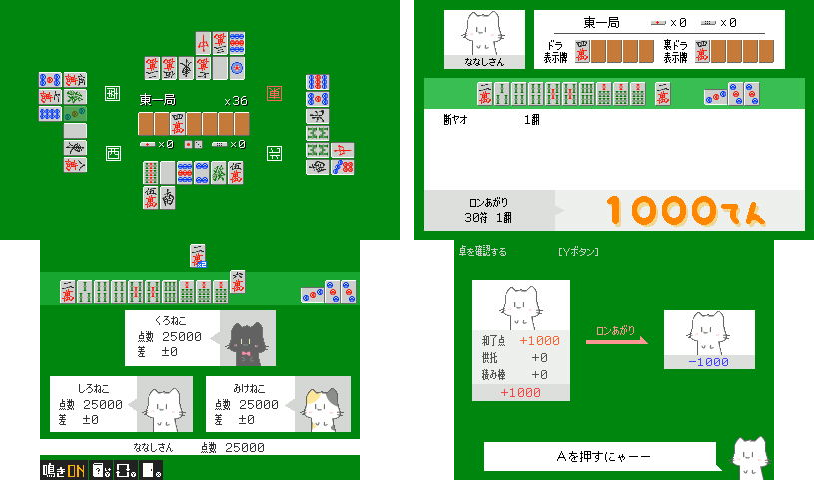 東一局 x36
東
西
x0 x0
東一局
x0 x0
ドラ
表示牌
裏ドラ
表示牌
ななしさん
断ヤオ 1翻
ロンあがり
30符 1翻
1000てん
くろねこ
点数 25000
差 ±0
しろねこ
点数 25000
差 ±0
みけねこ
点数 25000
差 ±0
ななしさん 点数 25000
鳴きON
卓を確認する [Yボタン]
和了点 +1000
供托 +0
積み棒 +0
+1000
ロンあがり
-1000
Aを押すにゃーー